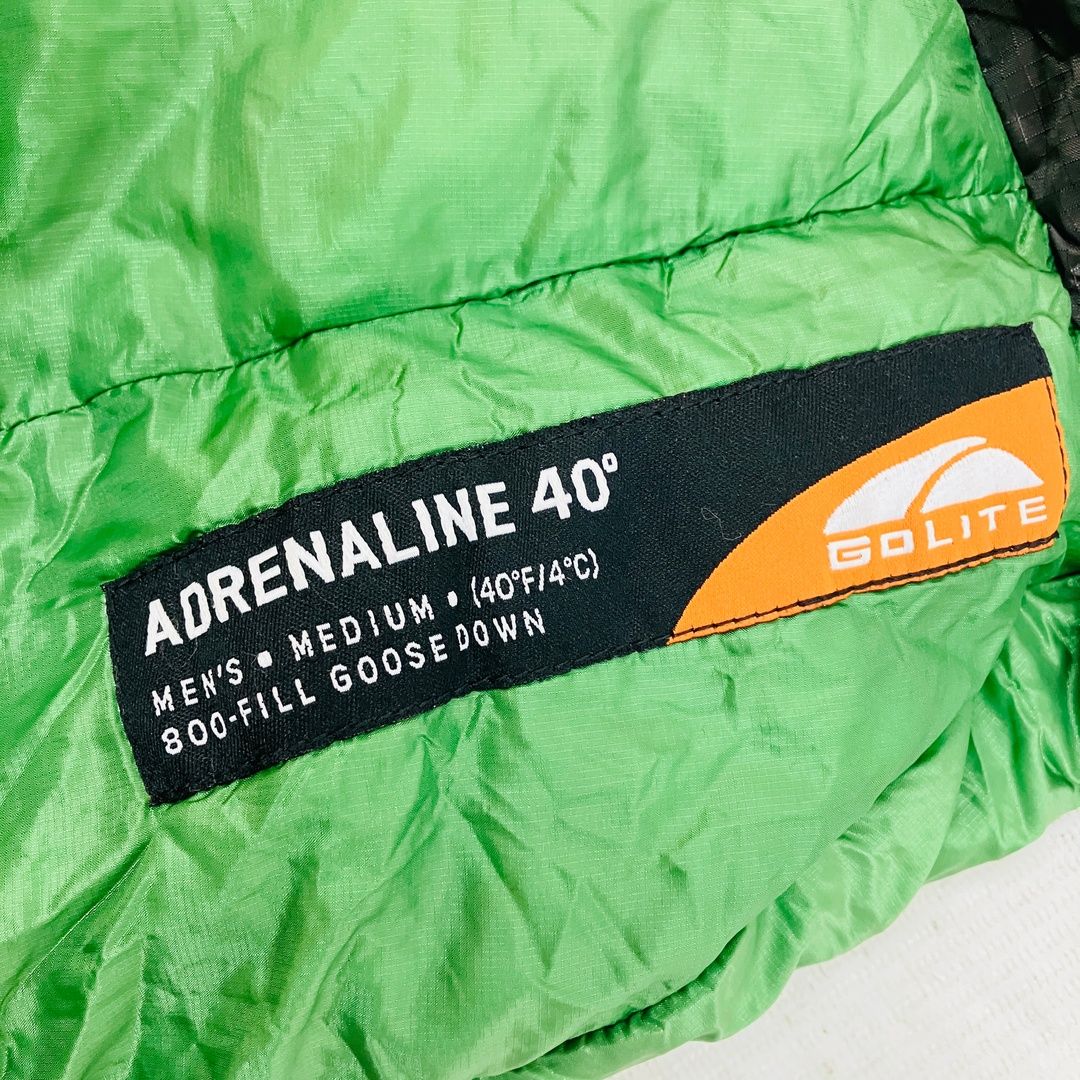 ADRENALINE 40°
MEN'S • MEDIUM • (40°F/4°C)
800-FILL GOOSE DOWN
GOLITE